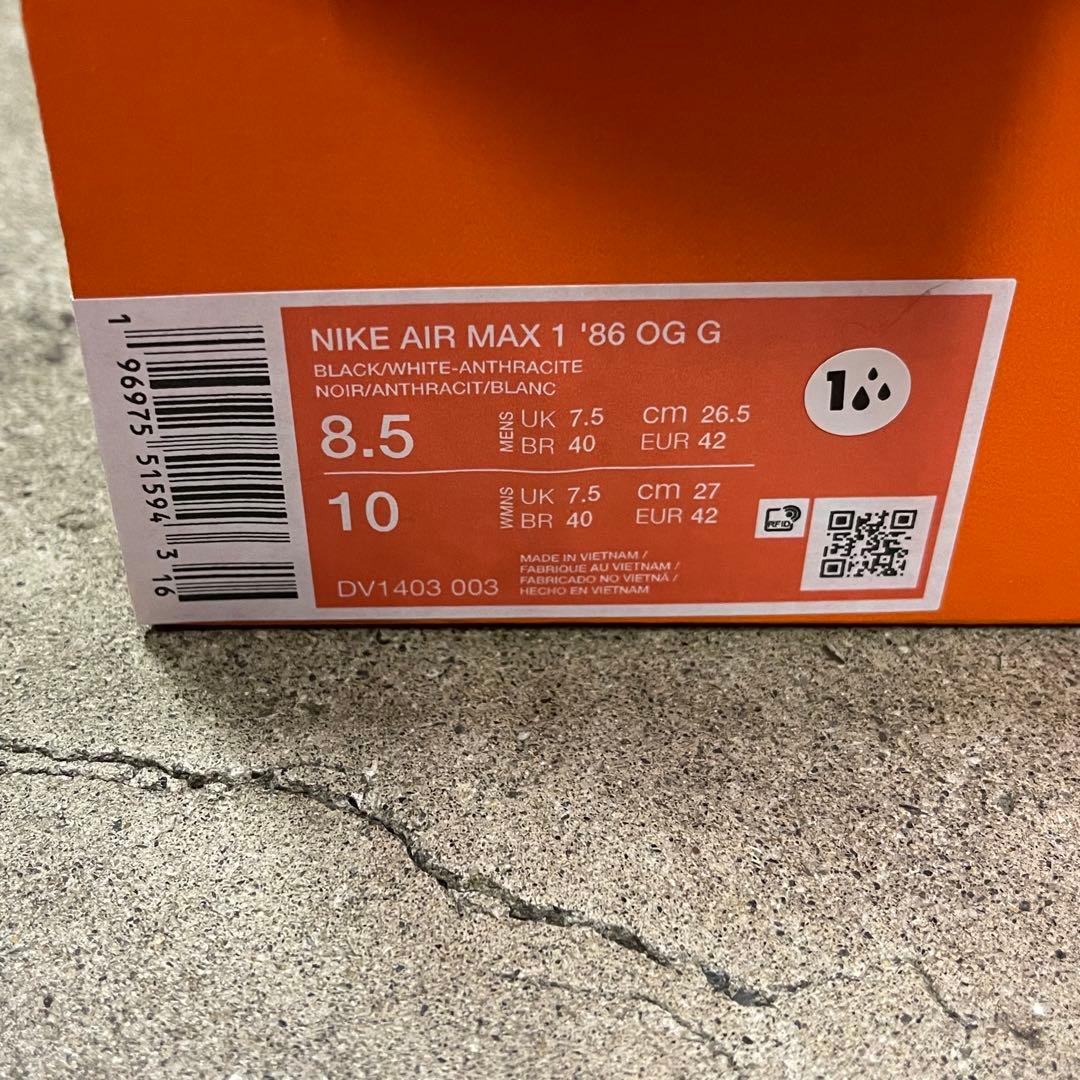 1 96975 51594 3 16
NIKE AIR MAX 1 '86 OG G
BLACK/WHITE-ANTHRACITE
NOIR/ANTHRACIT/BLANC
8.5 MENS UK 7.5 cm 26.5
BR 40 EUR 42
10 WMNS UK 7.5 cm 27
BR 40 EUR 42
MADE IN VIETNAM /
FABRIQUE AU VIETNAM /
FABRICADO NO VIETNÃ /
HECHO EN VIETNAM
DV1403 003
1
RFID